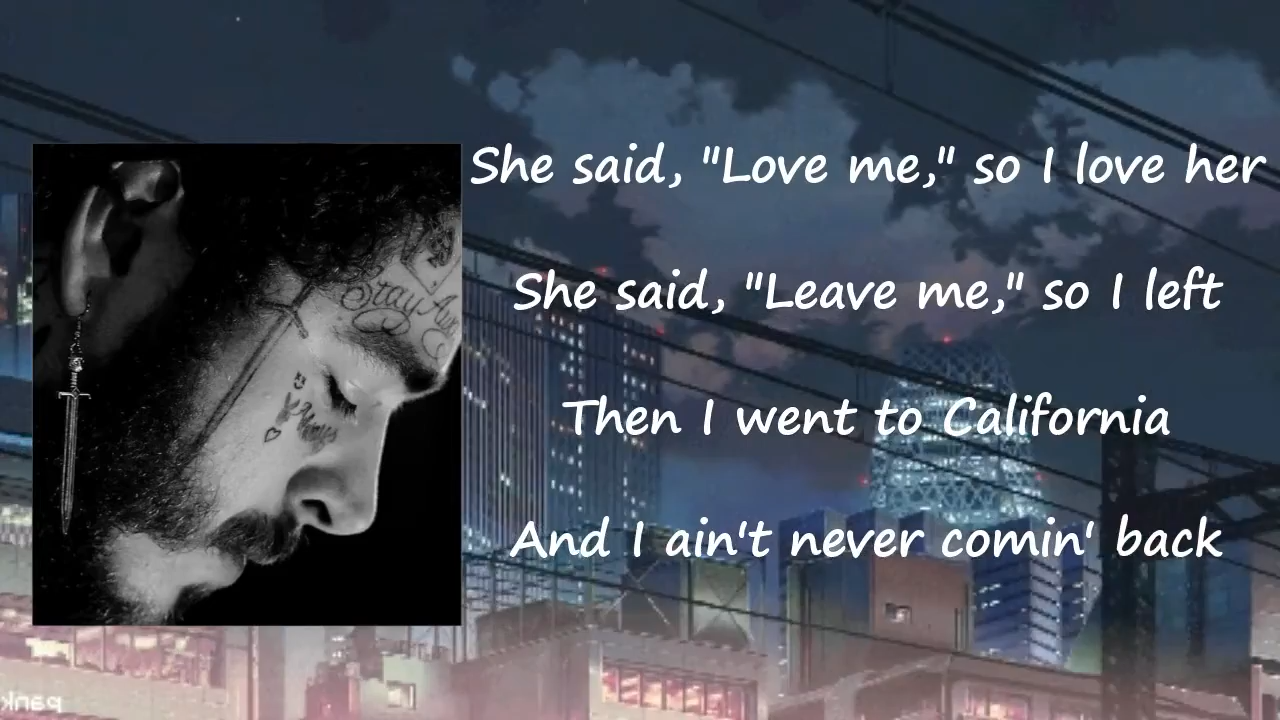 She said, "Love me," so I love her
She said, "Leave me," so I left
Then I went to California
And I ain't never comin' back
Stay